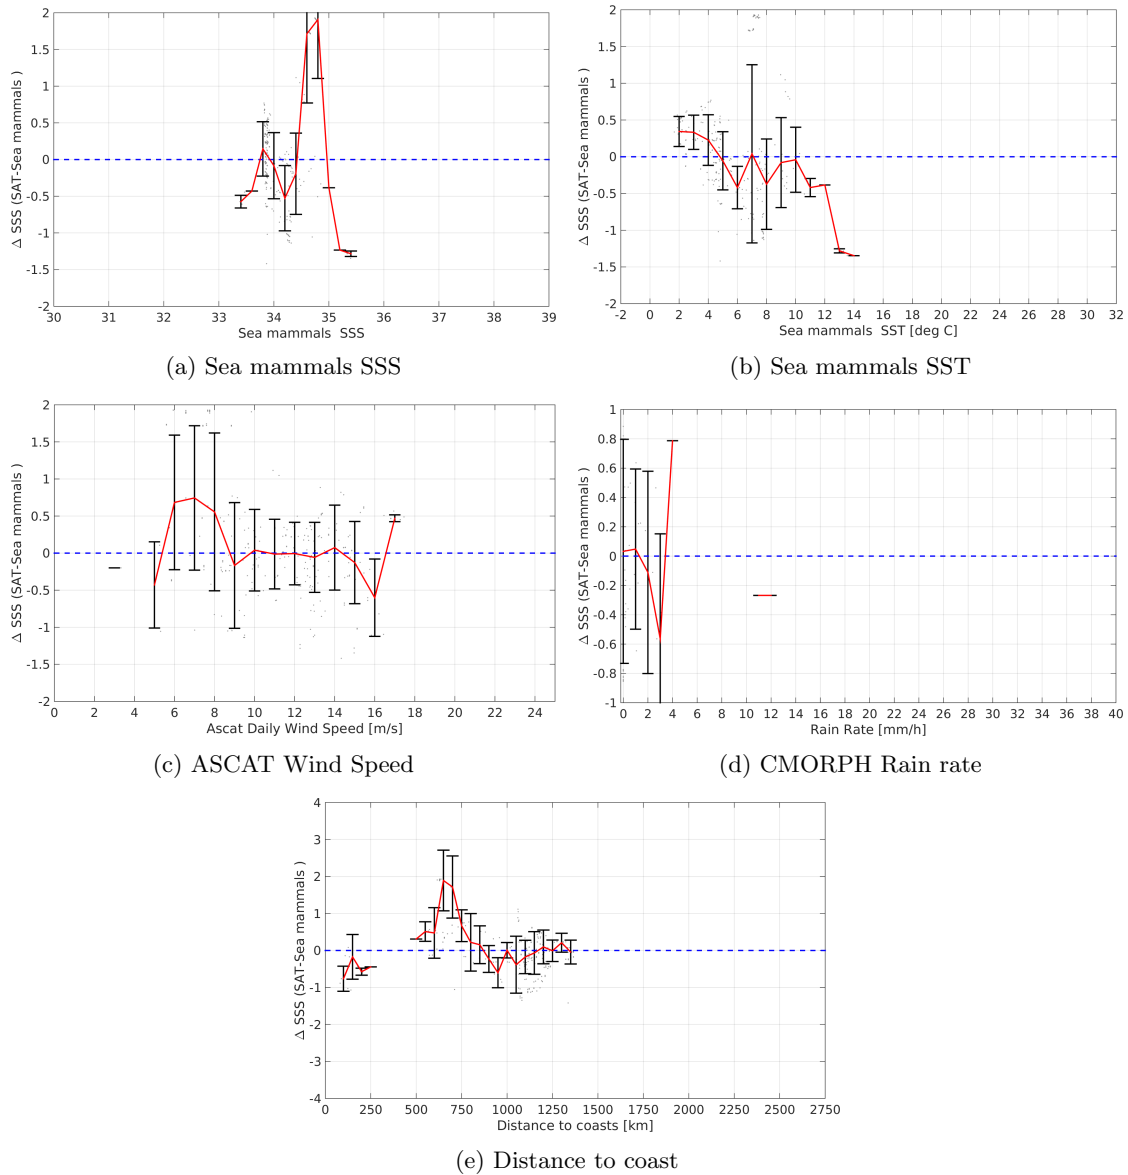 2
1.5
1
0.5
0
-0.5
-1
-1.5
-2
Δ SSS (SAT-Sea mammals )
30 31 32 33 34 35 36 37 38 39
Sea mammals SSS
(a) Sea mammals SSS
2
1.5
1
0.5
0
-0.5
-1
-1.5
-2
Δ SSS (SAT-Sea mammals )
-2 0 2 4 6 8 10 12 14 16 18 20 22 24 26 28 30 32
Sea mammals SST [deg C]
(b) Sea mammals SST
2
1.5
1
0.5
0
-0.5
-1
-1.5
-2
Δ SSS (SAT-Sea mammals )
0 2 4 6 8 10 12 14 16 18 20 22 24
Ascat Daily Wind Speed [m/s]
(c) ASCAT Wind Speed
1
0.8
0.6
0.4
0.2
0
-0.2
-0.4
-0.6
-0.8
-1
Δ SSS (SAT-Sea mammals )
0 2 4 6 8 10 12 14 16 18 20 22 24 26 28 30 32 34 36 38 40
Rain Rate [mm/h]
(d) CMORPH Rain rate
4
3
2
1
0
-1
-2
-3
-4
Δ SSS (SAT-Sea mammals )
0 250 500 750 1000 1250 1500 1750 2000 2250 2500 2750
Distance to coasts [km]
(e) Distance to coast